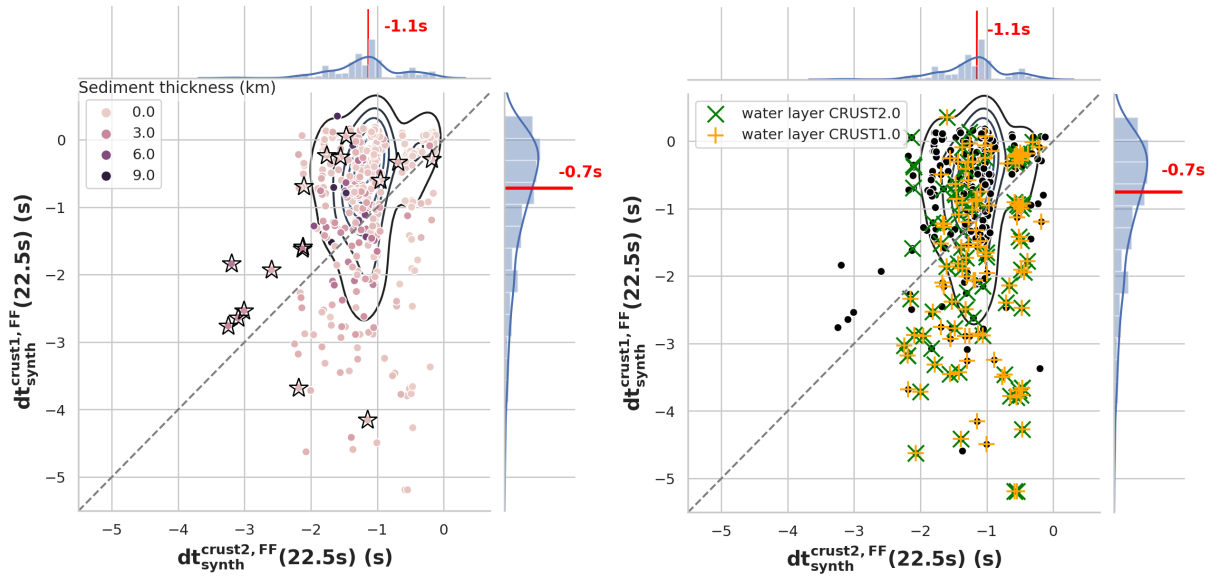 -1.1s
Sediment thickness (km)
0.0
3.0
6.0
9.0
-0.7s
0
−1
−2
−3
−4
−5
−5
−4
−3
−2
−1
0
dt^{crust1, FF}_{synth}(22.5s) (s)
dt^{crust2, FF}_{synth}(22.5s) (s)
-1.1s
water layer CRUST2.0
water layer CRUST1.0
-0.7s
0
−1
−2
−3
−4
−5
−5
−4
−3
−2
−1
0
dt^{crust1, FF}_{synth}(22.5s) (s)
dt^{crust2, FF}_{synth}(22.5s) (s)